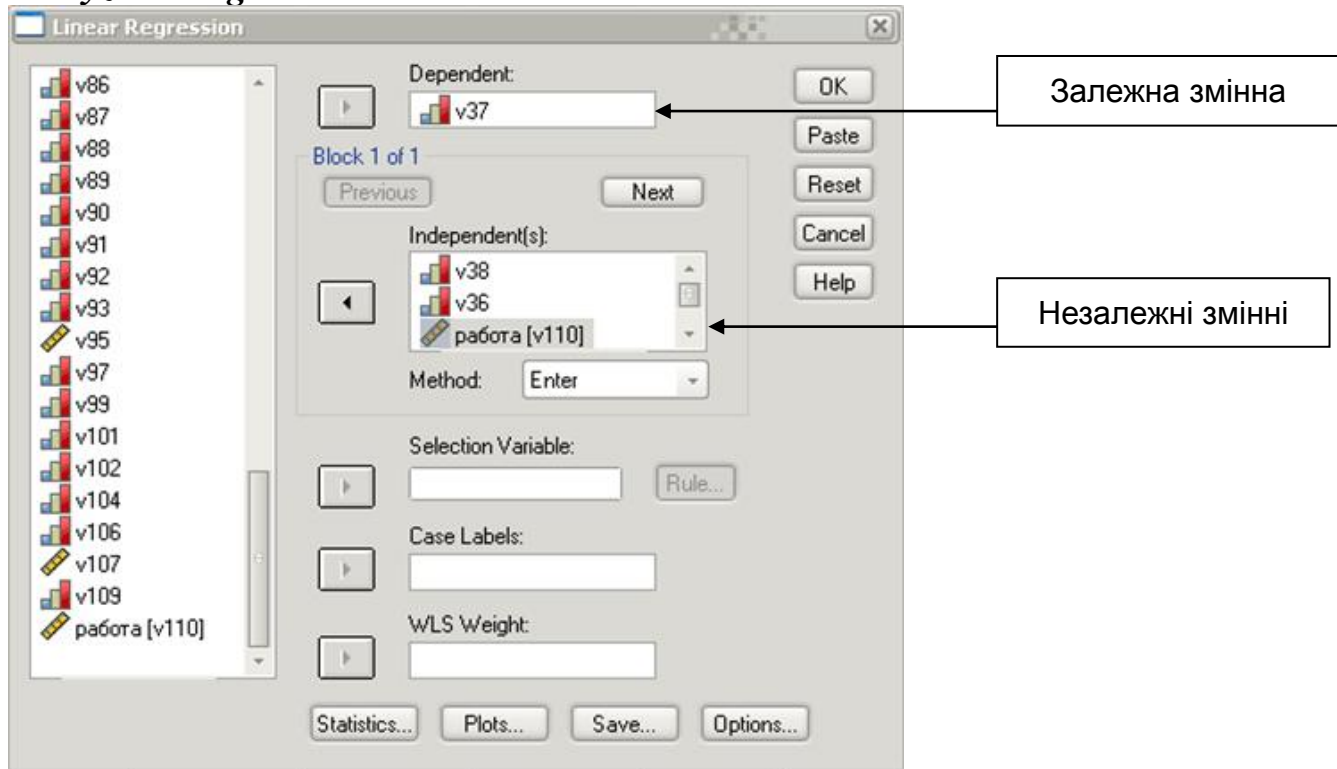 Linear Regression
v86
v87
v88
v89
v90
v91
v92
v93
v95
v97
v99
v101
v102
v104
v106
v107
v109
работа [v110]
Dependent:
v37
Block 1 of 1
Previous
Next
Independent(s):
v38
v36
работа [v110]
Method:
Enter
Selection Variable:
Rule...
Case Labels:
WLS Weight:
Statistics...
Plots...
Save...
Options...
OK
Paste
Reset
Cancel
Help
Залежна змінна
Незалежні змінні